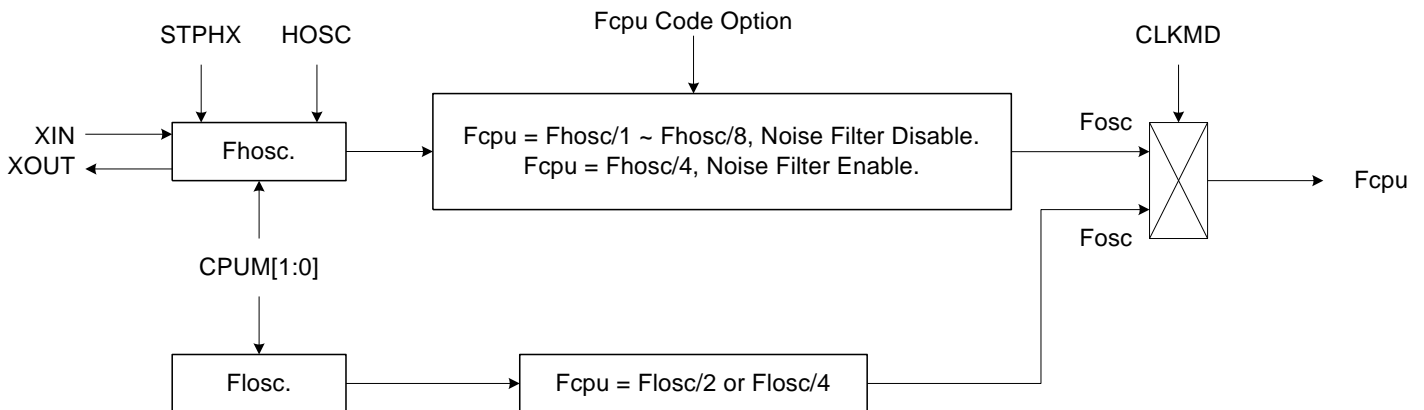 Fcpu Code Option
STPHX
HOSC
CLKMD
XIN
XOUT
Fhosc.
Fcpu = Fhosc/1 ~ Fhosc/8, Noise Filter Disable.
Fcpu = Fhosc/4, Noise Filter Enable.
Fosc
Fcpu
Fosc
CPUM[1:0]
Flosc.
Fcpu = Flosc/2 or Flosc/4